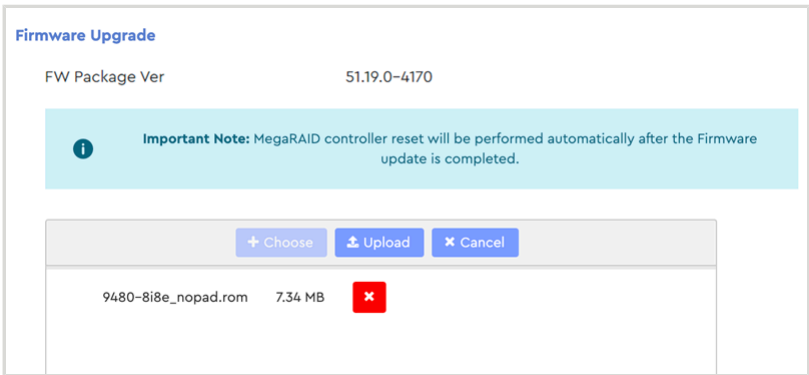 Firmware Upgrade
FW Package Ver 51.19.0-4170
Important Note: MegaRAID controller reset will be performed automatically after the Firmware
update is completed.
+ Choose Upload × Cancel
9480-8i8e_nopad.rom 7.34 MB ×